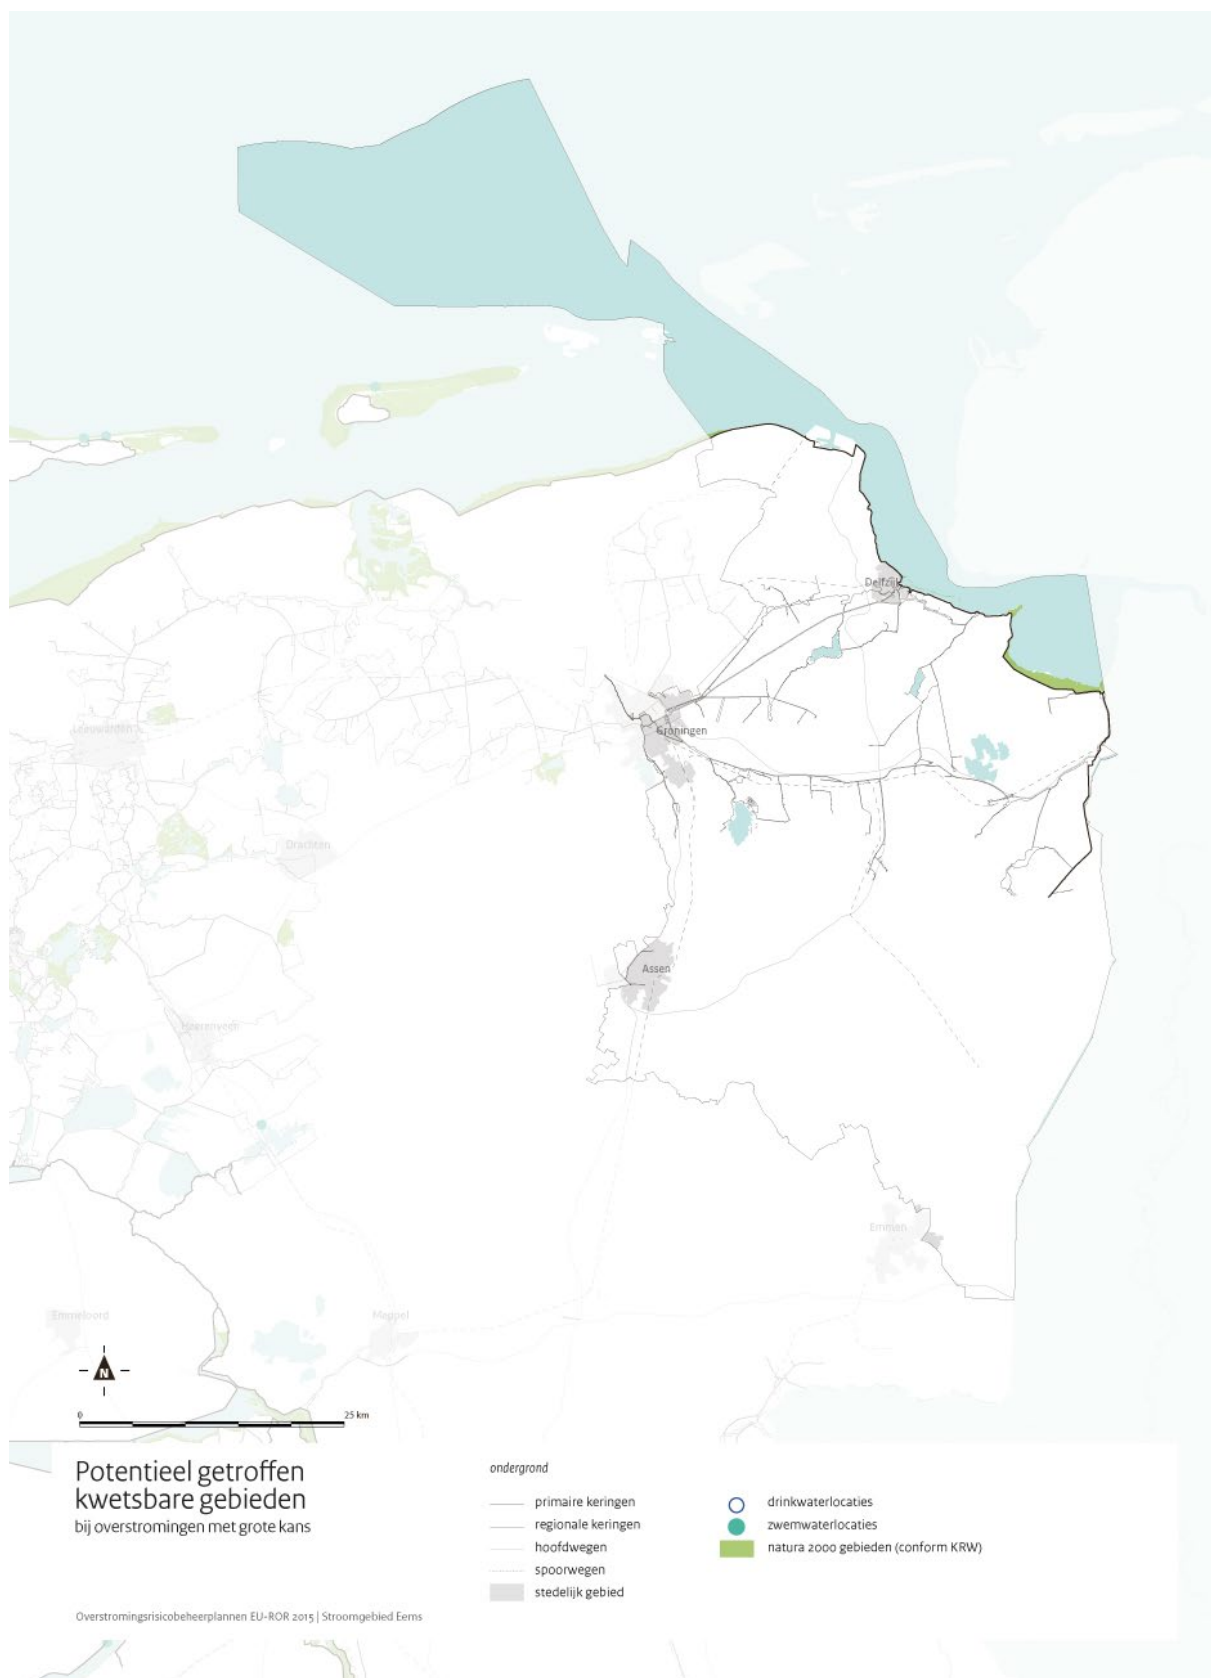 Delfzijl
Leeuwarden
Groningen
Drachten
Assen
Heerenveen
Emmen
Emmeloord
Meppel
N
0
25 km
Potentieel getroffen
kwetsbare gebieden
bij overstromingen met grote kans
ondergrond
primaire keringen
regionale keringen
hoofdwegen
spoorwegen
stedelijk gebied
drinkwaterlocaties
zwemwaterlocaties
natura 2000 gebieden (conform KRW)
Overstromingsrisicobeheerplannen EU-ROR 2015 | Stroomgebied Eems